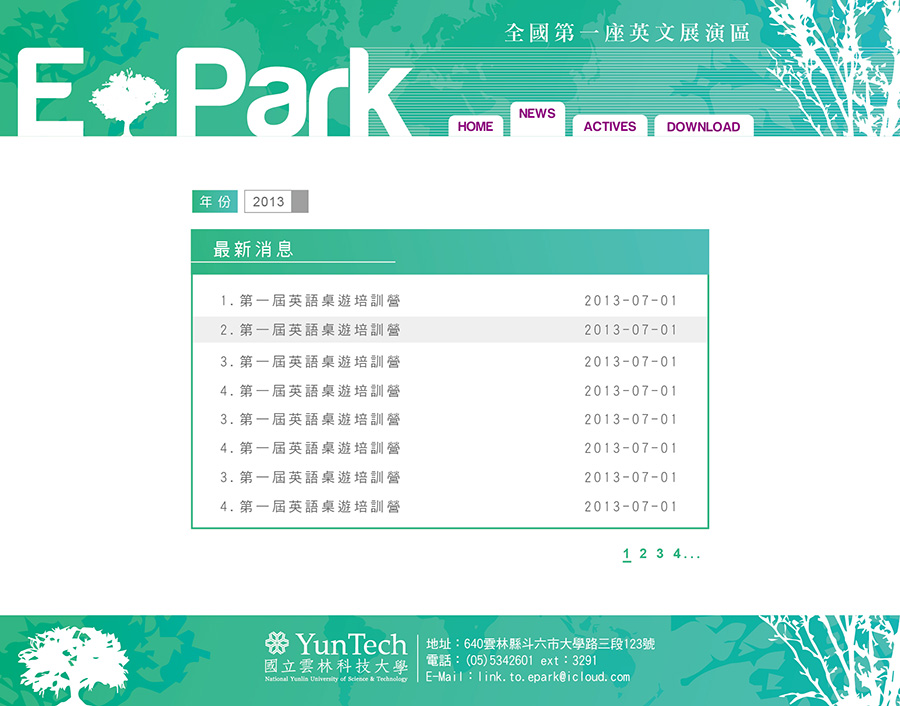 全國第一座英文展演區
E Park
HOME NEWS ACTIVES DOWNLOAD
年份 2013
最新消息
1.第一屆英語桌遊培訓營 2013-07-01
2.第一屆英語桌遊培訓營 2013-07-01
3.第一屆英語桌遊培訓營 2013-07-01
4.第一屆英語桌遊培訓營 2013-07-01
3.第一屆英語桌遊培訓營 2013-07-01
4.第一屆英語桌遊培訓營 2013-07-01
3.第一屆英語桌遊培訓營 2013-07-01
4.第一屆英語桌遊培訓營 2013-07-01
1 2 3 4...
YunTech
國立雲林科技大學
National Yunlin University of Science & Technology
地址：640雲林縣斗六市大學路三段123號
電話：(05)5342601 ext：3291
E-Mail：link.to.epark@icloud.com